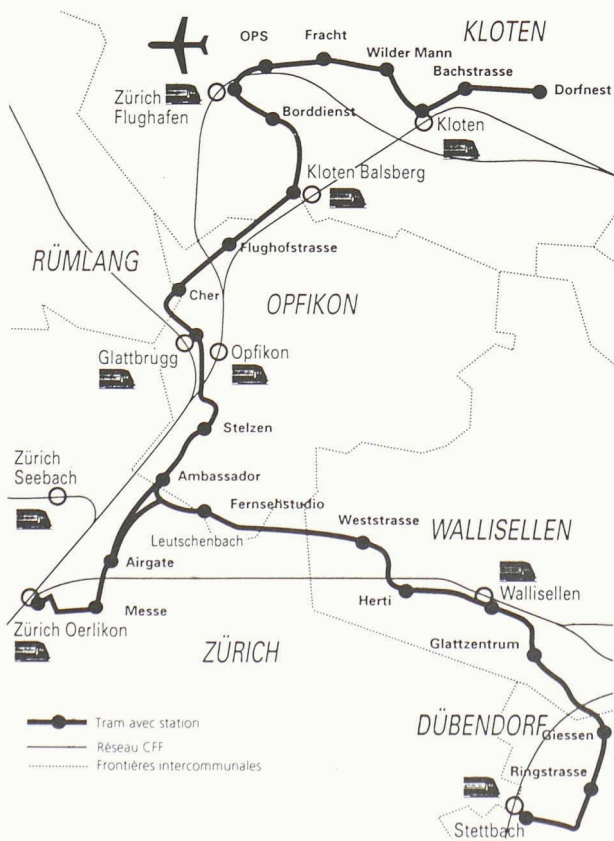 KLOTEN
OPS
Fracht
Wilder Mann
Bachstrasse
Dorfnest
Zürich
Flughafen
Borddienst
Kloten
Kloten Balsberg
Flughofstrasse
RÜMLANG
Cher
OPFIKON
Glattbrugg
Opfikon
Stelzen
Zürich
Seebach
Ambassador
Fernsehstudio
Leutschenbach
Weststrasse
WALLISELLEN
Airgate
Herti
Wallisellen
Messe
Zürich Oerlikon
ZÜRICH
Glattzentrum
DÜBENDORF
Giessen
Ringstrasse
Stettbach
Tram avec station
Réseau CFF
Frontières intercommunales